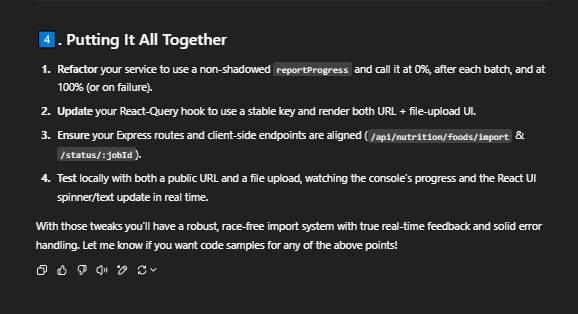 4. Putting It All Together
1. Refactor your service to use a non-shadowed reportProgress and call it at 0%, after each batch, and at
100% (or on failure).
2. Update your React-Query hook to use a stable key and render both URL + file-upload UI.
3. Ensure your Express routes and client-side endpoints are aligned ( /api/nutrition/foods/import &
/status/:jobId ).
4. Test locally with both a public URL and a file upload, watching the console's progress and the React UI
spinner/text update in real time.
With those tweaks you'll have a robust, race-free import system with true real-time feedback and solid error
handling. Let me know if you want code samples for any of the above points!